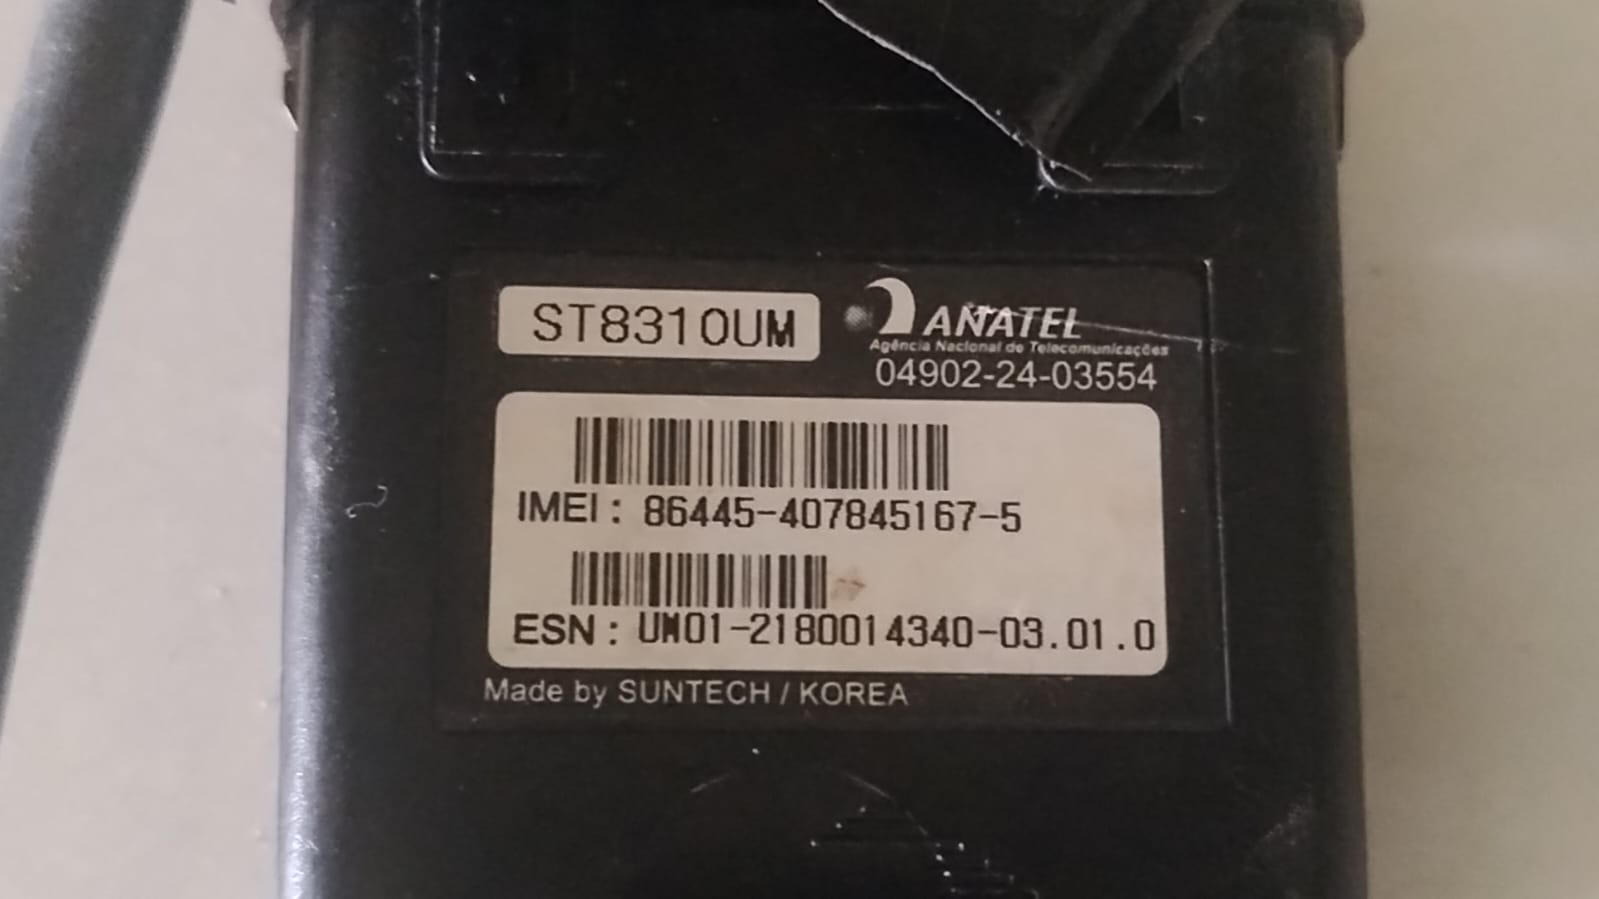 ST8310UM
ANATEL
Agência Nacional de Telecomunicações
04902-24-03554
IMEI : 86445-407845167-5
ESN : UM01-2180014340-03.01.0
Made by SUNTECH / KOREA